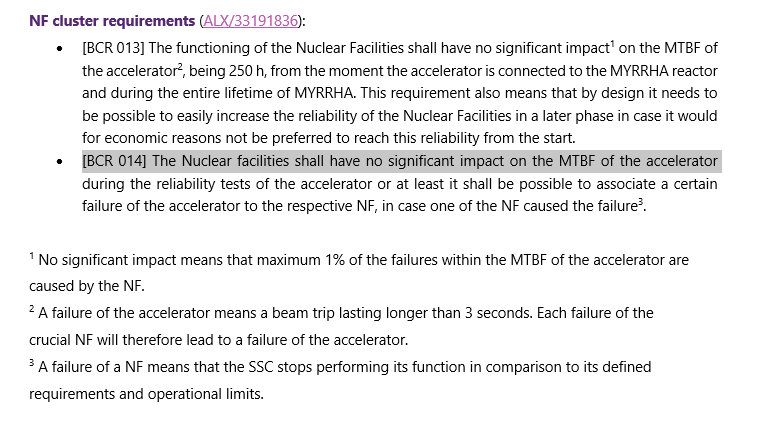 NF cluster requirements (ALX/33191836):
• [BCR 013] The functioning of the Nuclear Facilities shall have no significant impact¹ on the MTBF of
the accelerator², being 250 h, from the moment the accelerator is connected to the MYRRHA reactor
and during the entire lifetime of MYRRHA. This requirement also means that by design it needs to
be possible to easily increase the reliability of the Nuclear Facilities in a later phase in case it would
for economic reasons not be preferred to reach this reliability from the start.
• [BCR 014] The Nuclear facilities shall have no significant impact on the MTBF of the accelerator
during the reliability tests of the accelerator or at least it shall be possible to associate a certain
failure of the accelerator to the respective NF, in case one of the NF caused the failure³.
¹ No significant impact means that maximum 1% of the failures within the MTBF of the accelerator are
caused by the NF.
² A failure of the accelerator means a beam trip lasting longer than 3 seconds. Each failure of the
crucial NF will therefore lead to a failure of the accelerator.
³ A failure of a NF means that the SSC stops performing its function in comparison to its defined
requirements and operational limits.